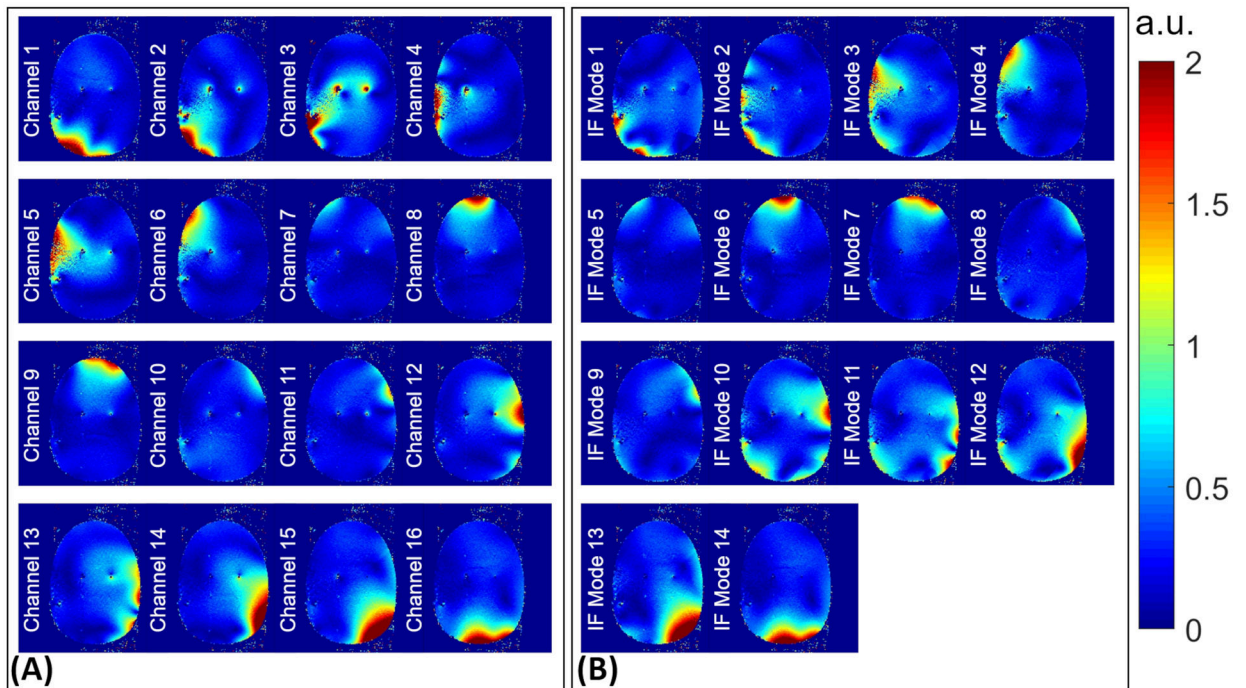 a.u.
Channel 1
Channel 2
Channel 3
Channel 4
IF Mode 1
IF Mode 2
IF Mode 3
IF Mode 4
2
Channel 5
Channel 6
Channel 7
Channel 8
IF Mode 5
IF Mode 6
IF Mode 7
IF Mode 8
1.5
1
Channel 9
Channel 10
Channel 11
Channel 12
IF Mode 9
IF Mode 10
IF Mode 11
IF Mode 12
0.5
Channel 13
Channel 14
Channel 15
Channel 16
IF Mode 13
IF Mode 14
0
(A)
(B)